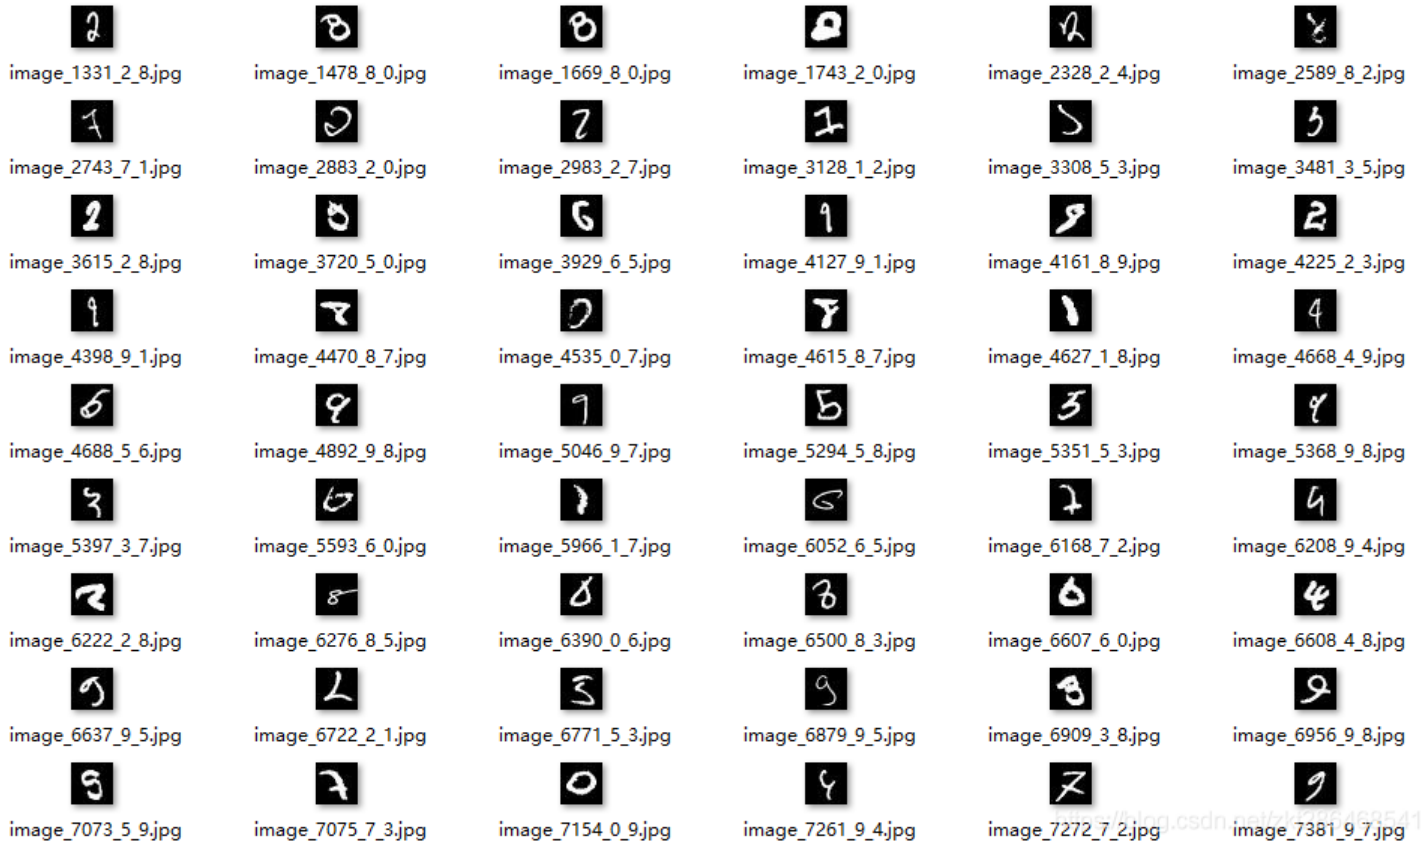 image_1331_2_8.jpg image_1478_8_0.jpg image_1669_8_0.jpg image_1743_2_0.jpg image_2328_2_4.jpg image_2589_8_2.jpg
image_2743_7_1.jpg image_2883_2_0.jpg image_2983_2_7.jpg image_3128_1_2.jpg image_3308_5_3.jpg image_3481_3_5.jpg
image_3615_2_8.jpg image_3720_5_0.jpg image_3929_6_5.jpg image_4127_9_1.jpg image_4161_8_9.jpg image_4225_2_3.jpg
image_4398_9_1.jpg image_4470_8_7.jpg image_4535_0_7.jpg image_4615_8_7.jpg image_4627_1_8.jpg image_4668_4_9.jpg
image_4688_5_6.jpg image_4892_9_8.jpg image_5046_9_7.jpg image_5294_5_8.jpg image_5351_5_3.jpg image_5368_9_8.jpg
image_5397_3_7.jpg image_5593_6_0.jpg image_5966_1_7.jpg image_6052_6_5.jpg image_6168_7_2.jpg image_6208_9_4.jpg
image_6222_2_8.jpg image_6276_8_5.jpg image_6390_0_6.jpg image_6500_8_3.jpg image_6607_6_0.jpg image_6608_4_8.jpg
image_6637_9_5.jpg image_6722_2_1.jpg image_6771_5_3.jpg image_6879_9_5.jpg image_6909_3_8.jpg image_6956_9_8.jpg
image_7073_5_9.jpg image_7075_7_3.jpg image_7154_0_9.jpg image_7261_9_4.jpg image_7272_7_2.jpg image_7381_9_7.jpg